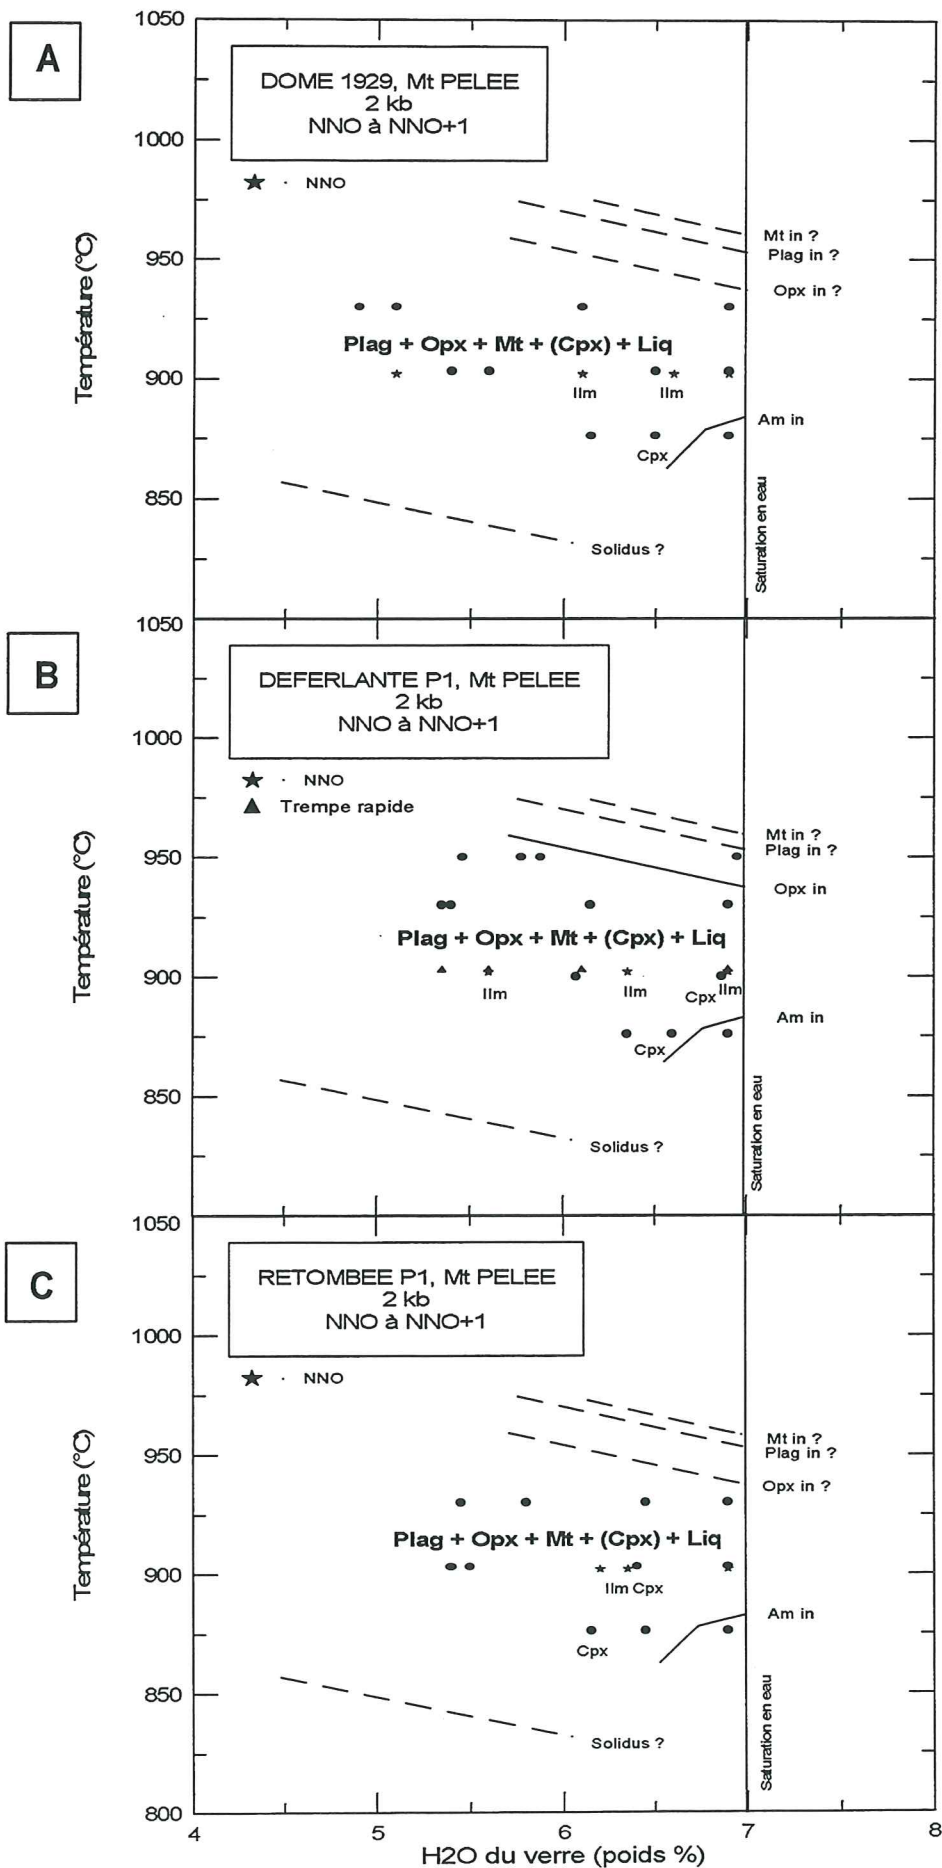 A
1050
DOME 1929, Mt PELEE
2 kb
NNO à NNO+1
1000
★ · NNO
Température (°C)
Mt in ?
950
Plag in ?
Opx in ?
Plag + Opx + Mt + (Cpx) + Liq
900
Ilm
Ilm
Am in
Cpx
850
Saturation en eau
Solidus ?
B
1050
DEFERLANTE P1, Mt PELEE
2 kb
NNO à NNO+1
1000
★ · NNO
▲ Trempe rapide
Température (°C)
Mt in ?
950
Plag in ?
Opx in
Plag + Opx + Mt + (Cpx) + Liq
900
Ilm
Ilm
Cpx
Ilm
Am in
Cpx
850
Saturation en eau
Solidus ?
C
1050
RETOMBEE P1, Mt PELEE
2 kb
NNO à NNO+1
1000
★ · NNO
Température (°C)
Mt in ?
950
Plag in ?
Opx in ?
Plag + Opx + Mt + (Cpx) + Liq
900
Ilm Cpx
Am in
Cpx
850
Saturation en eau
Solidus ?
800
4 5 6 7 8
H2O du verre (poids %)